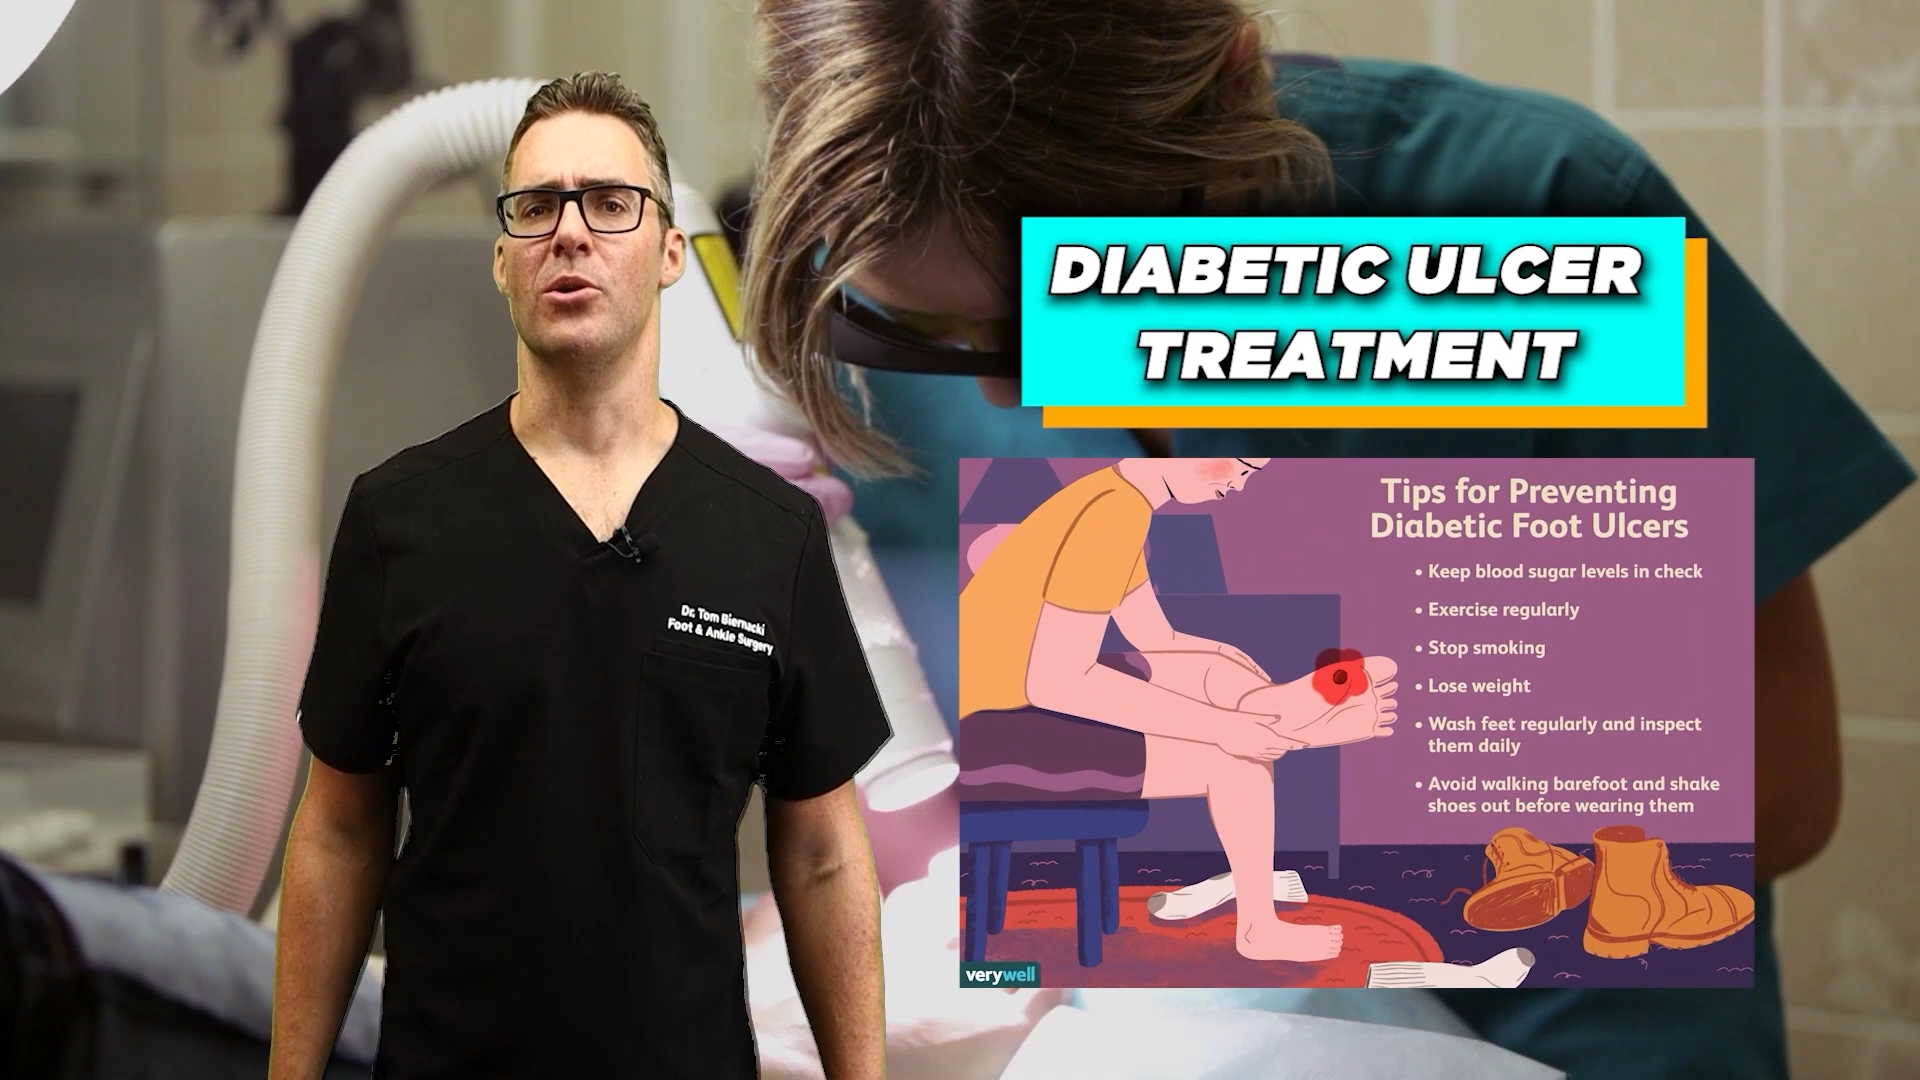 DIABETIC ULCER
TREATMENT
Dr. Tom Biernacki
Foot & Ankle Surgery
Tips for Preventing
Diabetic Foot Ulcers
• Keep blood sugar levels in check
• Exercise regularly
• Stop smoking
• Lose weight
• Wash feet regularly and inspect
them daily
• Avoid walking barefoot and shake
shoes out before wearing them
verywell